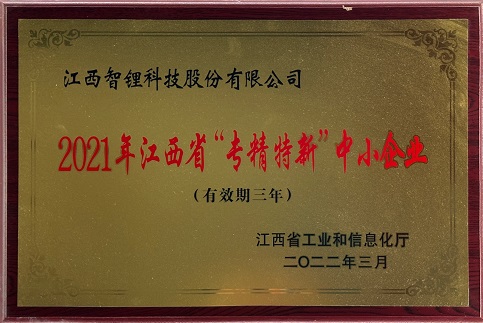 江西智锂科技股份有限公司
2021年江西省“专精特新”中小企业
(有效期三年)
江西省工业和信息化厅
二〇二二年三月